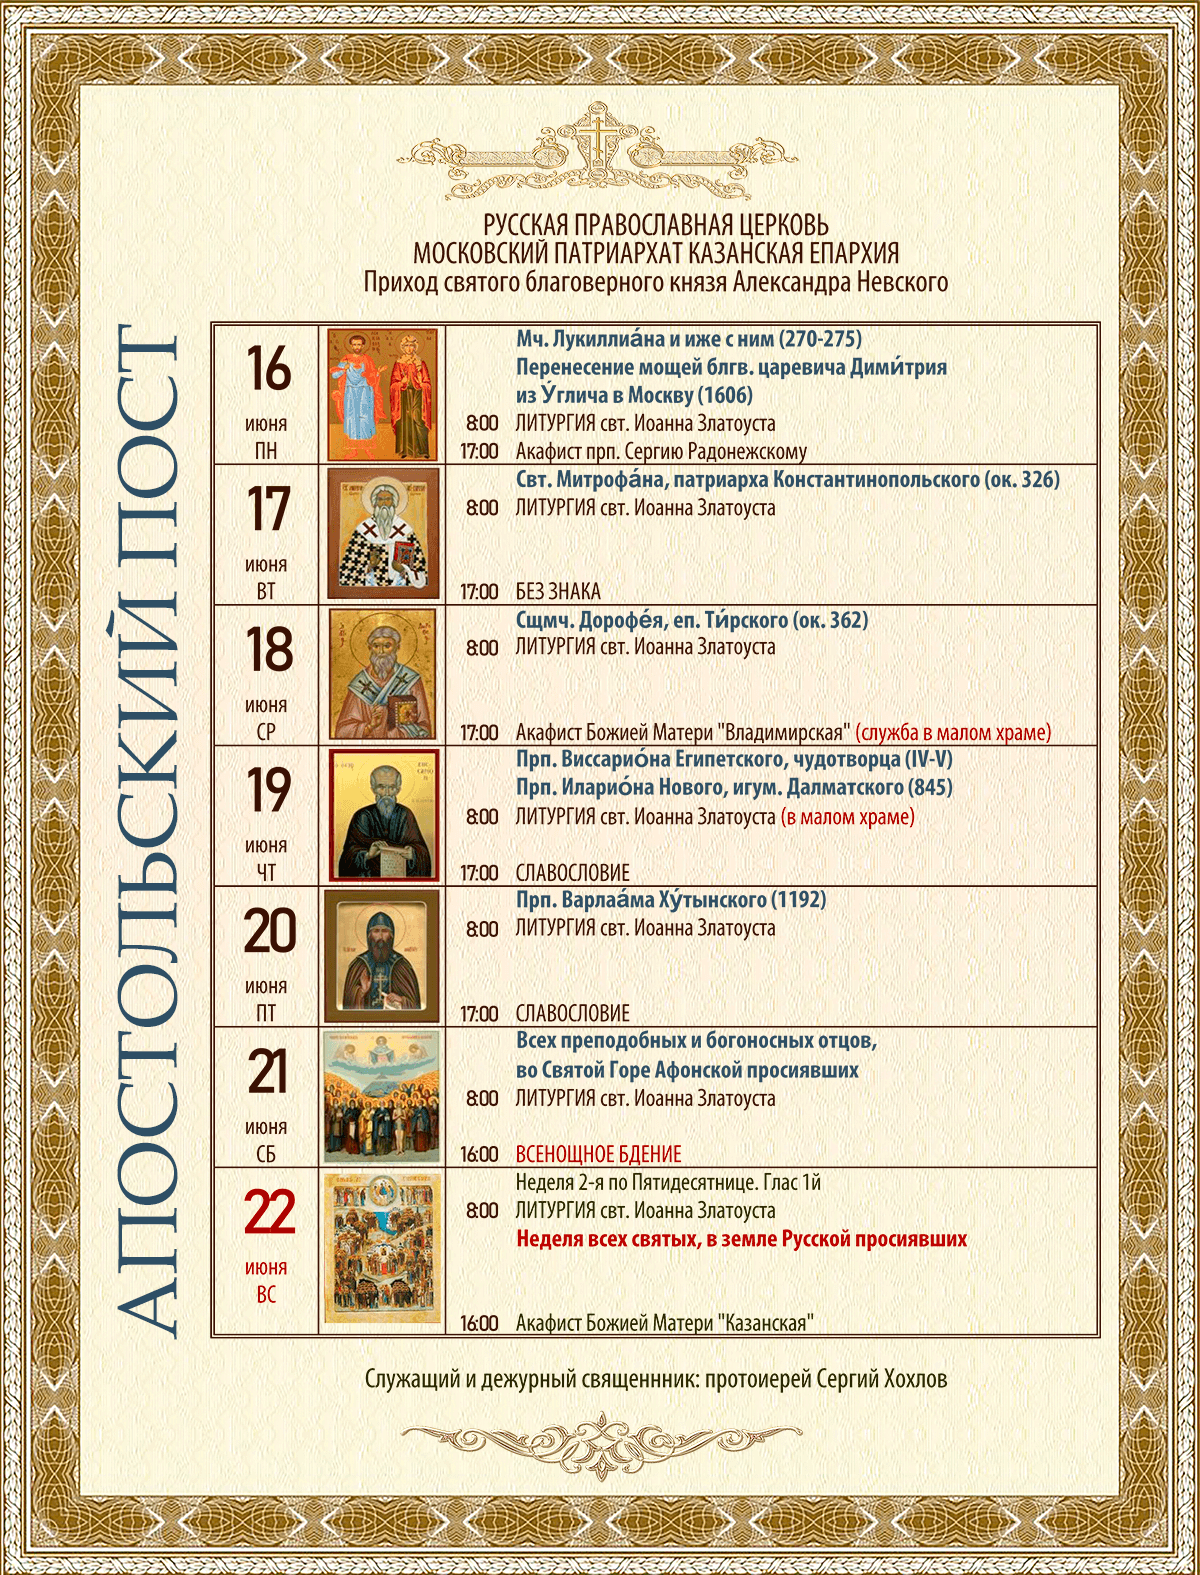 РУССКАЯ ПРАВОСЛАВНАЯ ЦЕРКОВЬ
МОСКОВСКИЙ ПАТРИАРХАТ КАЗАНСКАЯ ЕПАРХИЯ
Приход святого благоверного князя Александра Невского
АПОСТОЛЬСКИЙ ПОСТ
16
июня
ПН
Мч. Лукиллиа́на и иже с ним (270-275)
Перенесение мощей блгв. царевича Дими́трия
из У́глича в Москву (1606)
8:00 ЛИТУРГИЯ свт. Иоанна Златоуста
17:00 Акафист прп. Сергию Радонежскому
17
июня
ВТ
Свт. Митрофа́на, патриарха Константинопольского (ок. 326)
8:00 ЛИТУРГИЯ свт. Иоанна Златоуста
17:00 БЕЗ ЗНАКА
18
июня
СР
Сщмч. Дорофе́я, еп. Ти́рского (ок. 362)
8:00 ЛИТУРГИЯ свт. Иоанна Златоуста
17:00 Акафист Божией Матери "Владимирская" (служба в малом храме)
19
июня
ЧТ
Прп. Виссарио́на Египетского, чудотворца (IV-V)
Прп. Иларио́на Нового, игум. Далматского (845)
8:00 ЛИТУРГИЯ свт. Иоанна Златоуста (в малом храме)
17:00 СЛАВОСЛОВИЕ
20
июня
ПТ
Прп. Варлаа́ма Ху́тынского (1192)
8:00 ЛИТУРГИЯ свт. Иоанна Златоуста
17:00 СЛАВОСЛОВИЕ
21
июня
СБ
Всех преподобных и богоносных отцов,
во Святой Горе Афонской просиявших
8:00 ЛИТУРГИЯ свт. Иоанна Златоуста
16:00 ВСЕНОЩНОЕ БДЕНИЕ
22
июня
ВС
Неделя 2-я по Пятидесятнице. Глас 1й
8:00 ЛИТУРГИЯ свт. Иоанна Златоуста
Неделя всех святых, в земле Русской просиявших
16:00 Акафист Божией Матери "Казанская"
Служащий и дежурный священнник: протоиерей Сергий Хохлов